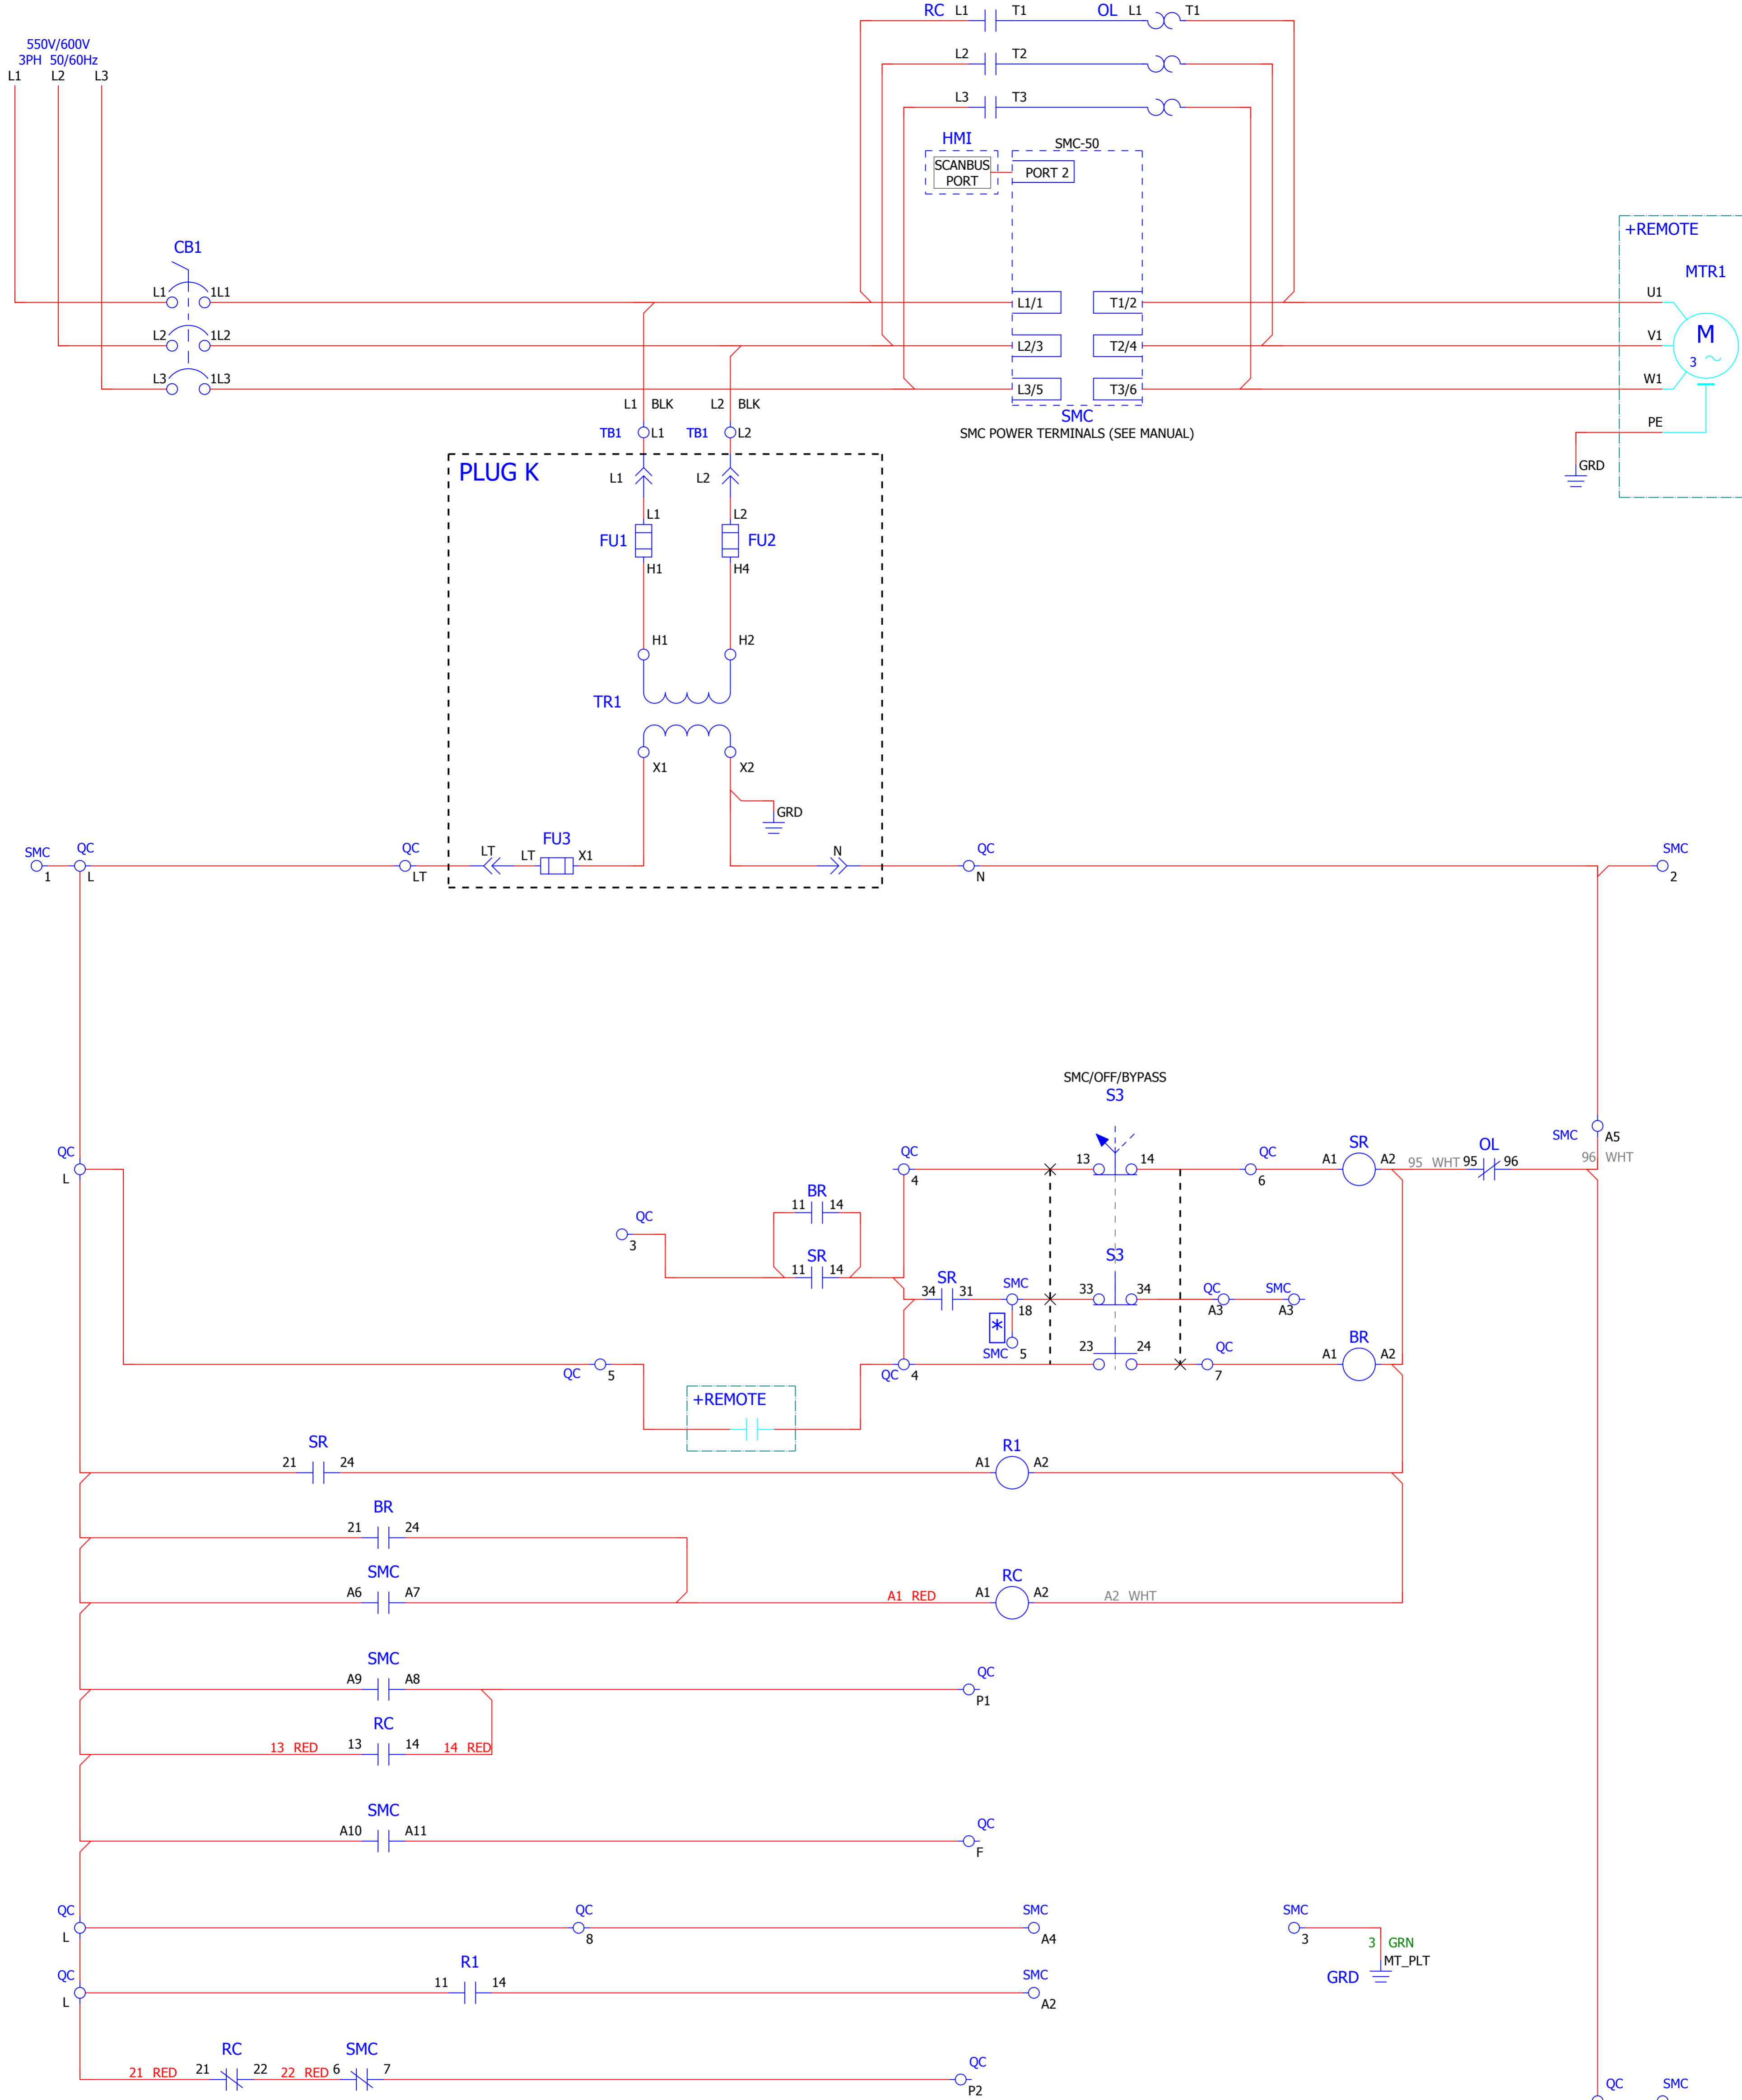 RC L1 T1 OL L1 T1
550V/600V
3PH 50/60Hz
L1 L2 L3
L2 T2
L3 T3
HMI
SMC-50
SCANBUS
PORT
PORT 2
+REMOTE
MTR1
CB1
L1 1L1
L1/1 T1/2
U1
L2 1L2
L2/3 T2/4
V1
M
3
L3 1L3
L3/5 T3/6
W1
L1 BLK L2 BLK
SMC
SMC POWER TERMINALS (SEE MANUAL)
PE
GRD
TB1 L1 TB1 L2
PLUG K
L1 L2
L1 L2
FU1 FU2
H1 H4
H1 H2
TR1
X1 X2
GRD
FU3
SMC QC QC LT LT X1 N QC SMC
1 L LT N 2
SMC/OFF/BYPASS
S3
SMC A5
QC QC 13 14 QC SR A1 A2 95 WHT 95 OL 96 96 WHT
L 4 6
BR
11 14
QC
3
SR
11 14
S3
SR
34 31 SMC 33 34 QC SMC
18 A3 A3
*
SMC 5
23 24 QC BR A1 A2
QC 5 QC 4 7
+REMOTE
SR
21 24
R1
A1 A2
BR
21 24
SMC
A6 A7
A1 RED
RC
A1 A2
A2 WHT
SMC
A9 A8
QC
P1
RC
13 RED 13 14 14 RED
SMC
A10 A11
QC
F
QC QC SMC SMC
L 8 A4 3
3 GRN
MT_PLT
GRD
QC R1 SMC
L 11 14 A2
RC SMC
21 RED 21 22 22 RED 6 7
QC
P2
QC SMC